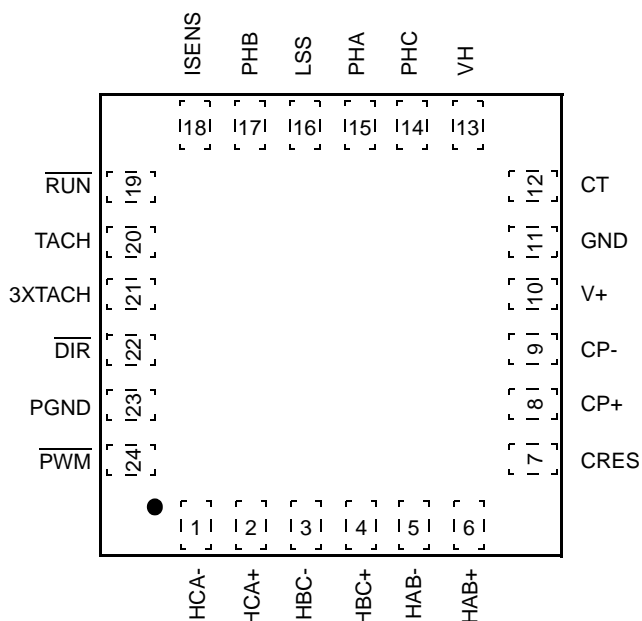 ISENS PHB LSS PHA PHC VH
18 17 16 15 14 13
RUN 19 12 CT
TACH 20 11 GND
3XTACH 21 10 V+
DIR 22 9 CP-
PGND 23 8 CP+
PWM 24 7 CRES
1 2 3 4 5 6
HCA- HCA+ HBC- HBC+ HAB- HAB+